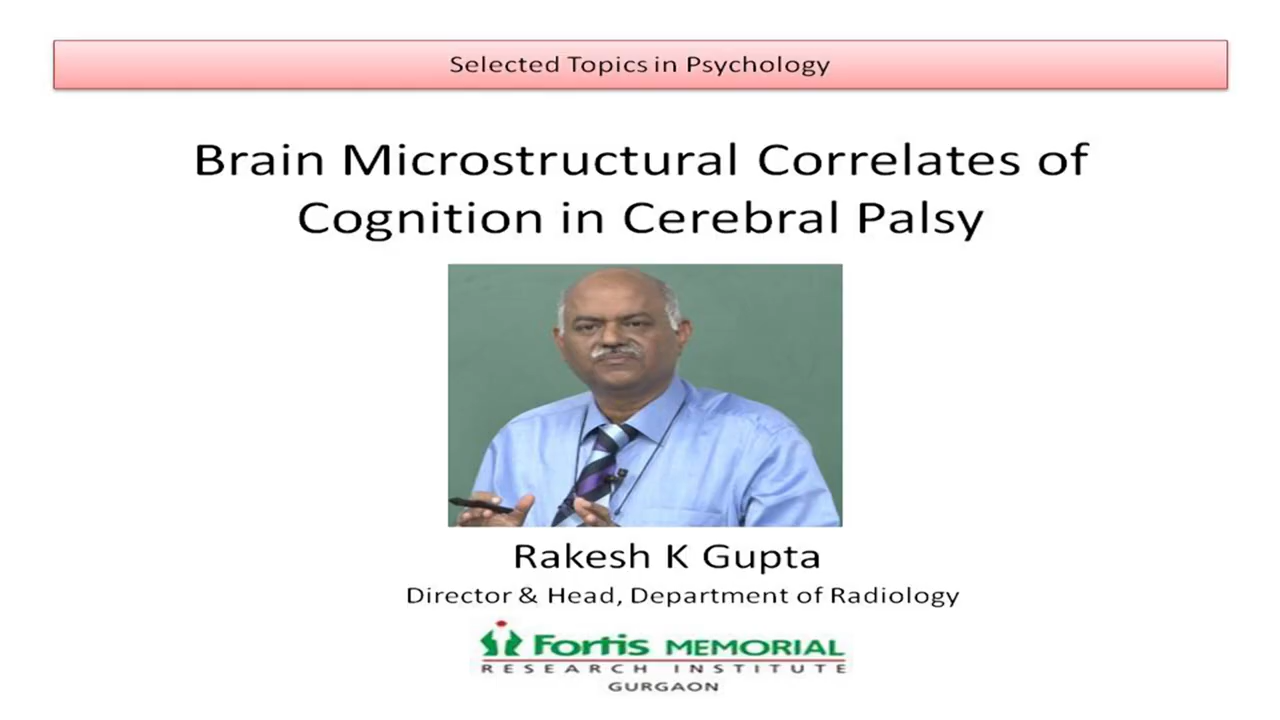 Selected Topics in Psychology
Brain Microstructural Correlates of
Cognition in Cerebral Palsy
Rakesh K Gupta
Director & Head, Department of Radiology
Fortis MEMORIAL
RESEARCH INSTITUTE
GURGAON